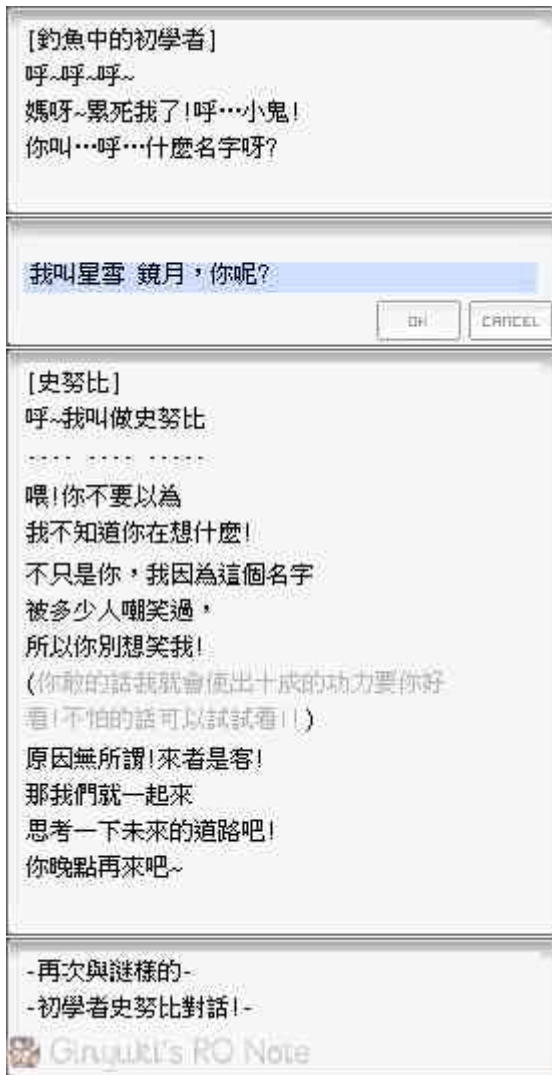 [釣魚中的初學者]
呼~呼~呼~
媽呀~累死我了!呼…小鬼!
你叫…呼…什麼名字呀?
我叫星雪 鏡月，你呢?
OK
CANCEL
[史努比]
呼~我叫做史努比
.... .... .....
喂!你不要以為
我不知道你在想什麼!
不只是你，我因為這個名字
被多少人嘲笑過，
所以你別想笑我!
(你敢的話我就會使出十成的功力要你好
看!不怕的話可以試試看!!)
原因無所謂!來者是客!
那我們就一起來
思考一下未來的道路吧!
你晚點再來吧~
-再次與謎樣的-
-初學者史努比對話!-
Ginyuki's RO Note